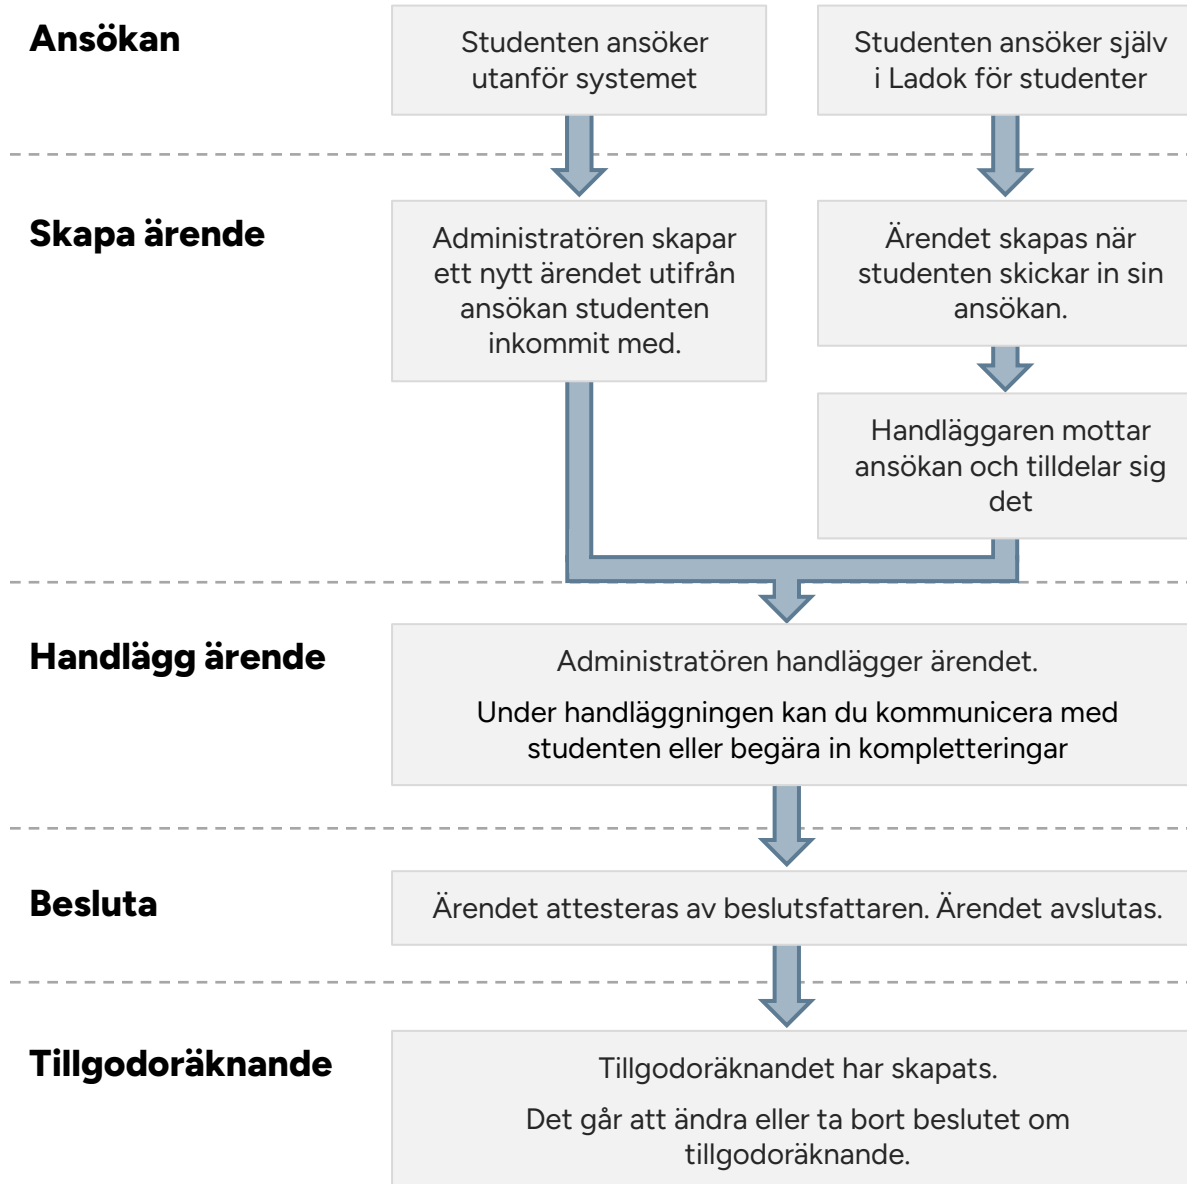 Ansökan
Studenten ansöker
utanför systemet
Studenten ansöker själv
i Ladok för studenter
Skapa ärende
Administratören skapar
ett nytt ärendet utifrån
ansökan studenten
inkommit med.
Ärendet skapas när
studenten skickar in sin
ansökan.
Handläggaren mottar
ansökan och tilldelar sig
det
Handlägg ärende
Administratören handlägger ärendet.
Under handläggningen kan du kommunicera med
studenten eller begära in kompletteringar
Besluta
Ärendet attesteras av beslutsfattaren. Ärendet avslutas.
Tillgodoräknande
Tillgodoräknandet har skapats.
Det går att ändra eller ta bort beslutet om
tillgodoräknande.